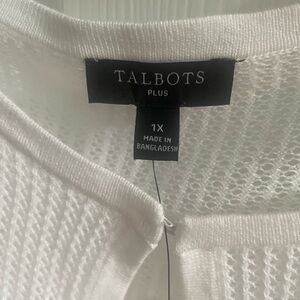 TALBOTS
PLUS
1X
MADE IN
BANGLADESH